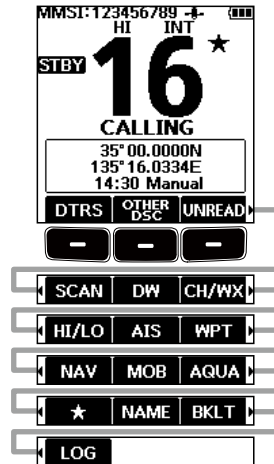 MMSI:123456789
HI INT
STBY 16 ★
CALLING
35°00.0000N
135°16.0334E
14:30 Manual
DTRS OTHER DSC UNREAD
SCAN DW CH/WX
HI/LO AIS WPT
NAV MOB AQUA
★ NAME BKLT
LOG